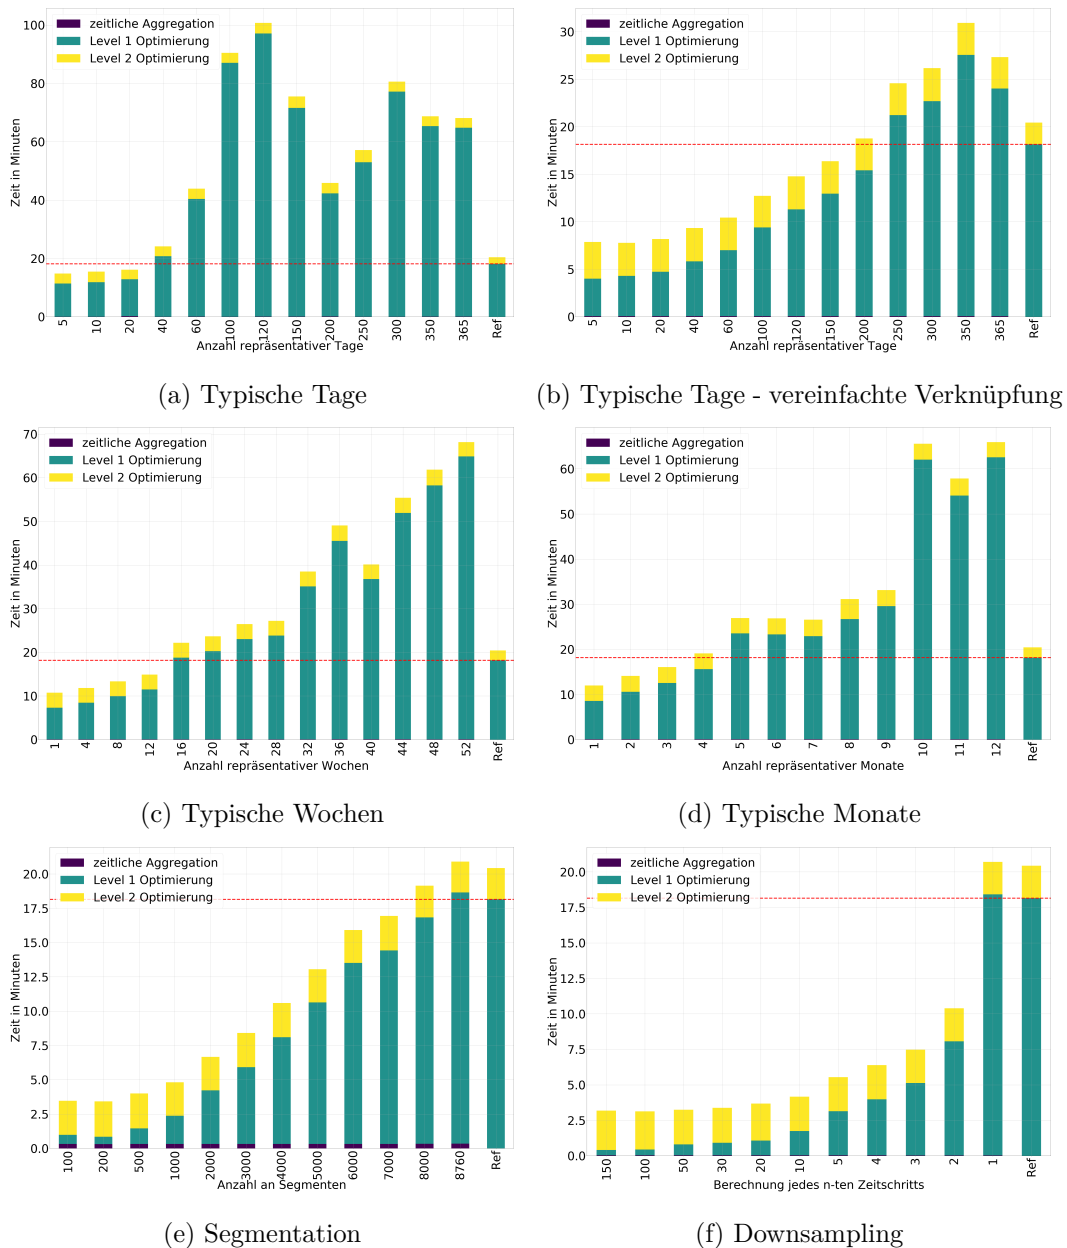 zeitliche Aggregation
Level 1 Optimierung
Level 2 Optimierung
Zeit in Minuten
100
80
60
40
20
0
5 10 20 40 60 100 120 150 200 250 300 350 365 Ref
Anzahl repräsentativer Tage
(a) Typische Tage
zeitliche Aggregation
Level 1 Optimierung
Level 2 Optimierung
Zeit in Minuten
30
25
20
15
10
5
0
5 10 20 40 60 100 120 150 200 250 300 350 365 Ref
Anzahl repräsentativer Tage
(b) Typische Tage - vereinfachte Verknüpfung
zeitliche Aggregation
Level 1 Optimierung
Level 2 Optimierung
Zeit in Minuten
70
60
50
40
30
20
10
0
1 4 8 12 16 20 24 28 32 36 40 44 48 52 Ref
Anzahl repräsentativer Wochen
(c) Typische Wochen
zeitliche Aggregation
Level 1 Optimierung
Level 2 Optimierung
Zeit in Minuten
60
50
40
30
20
10
0
1 2 3 4 5 6 7 8 9 10 11 12 Ref
Anzahl repräsentativer Monate
(d) Typische Monate
zeitliche Aggregation
Level 1 Optimierung
Level 2 Optimierung
Zeit in Minuten
20.0
17.5
15.0
12.5
10.0
7.5
5.0
2.5
0.0
100 200 500 1000 2000 3000 4000 5000 6000 7000 8000 8760 Ref
Anzahl an Segmenten
(e) Segmentation
zeitliche Aggregation
Level 1 Optimierung
Level 2 Optimierung
Zeit in Minuten
20.0
17.5
15.0
12.5
10.0
7.5
5.0
2.5
0.0
150 100 50 30 20 10 5 4 3 2 1 Ref
Berechnung jedes n-ten Zeitschritts
(f) Downsampling